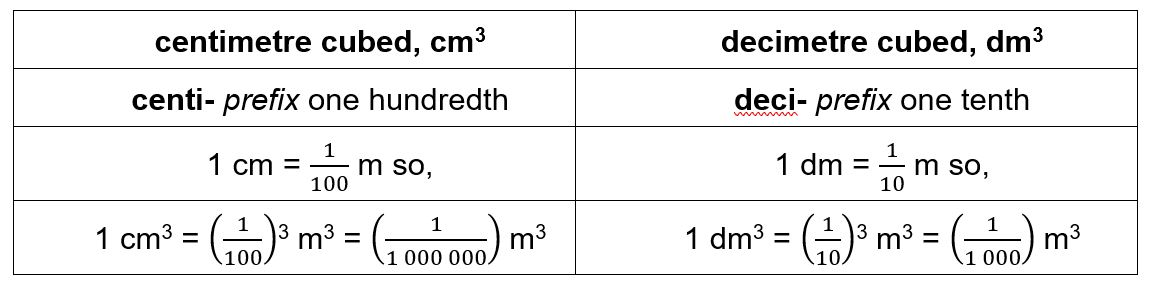 centimetre cubed, cm³ decimetre cubed, dm³
centi- prefix one hundredth deci- prefix one tenth
1 cm = 1/100 m so, 1 dm = 1/10 m so,
1 cm³ = (1/100)³ m³ = (1/1 000 000) m³ 1 dm³ = (1/10)³ m³ = (1/1 000) m³